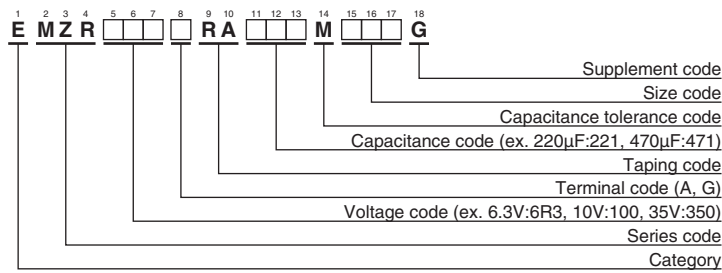 1 2 3 4 5 6 7 8 9 10 11 12 13 14 15 16 17 18
E MZR RA M G
Supplement code
Size code
Capacitance tolerance code
Capacitance code (ex. 220µF:221, 470µF:471)
Taping code
Terminal code (A, G)
Voltage code (ex. 6.3V:6R3, 10V:100, 35V:350)
Series code
Category